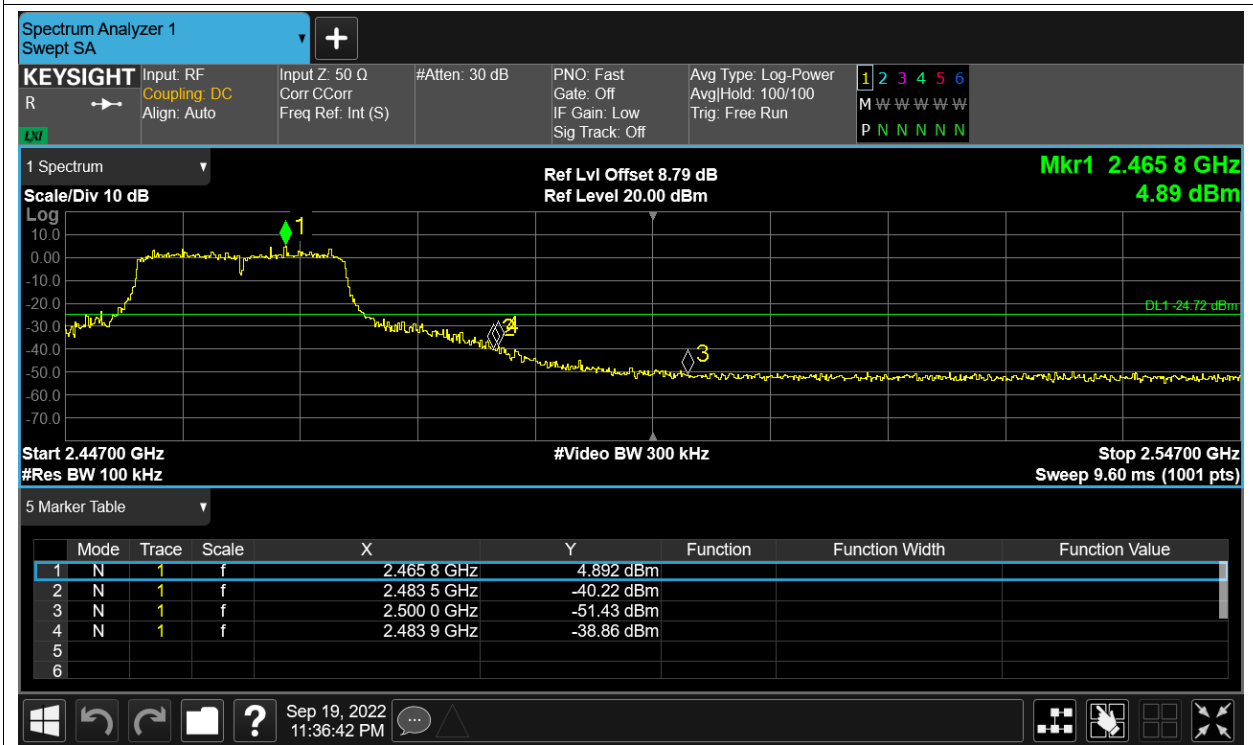 Spectrum Analyzer 1
Swept SA
KEYSIGHT
R
LXI
Input: RF
Coupling: DC
Align: Auto
Input Z: 50 Ω
Corr CCorr
Freq Ref: Int (S)
#Atten: 30 dB
PNO: Fast
Gate: Off
IF Gain: Low
Sig Track: Off
Avg Type: Log-Power
Avg|Hold: 100/100
Trig: Free Run
1 2 3 4 5 6
M W W W W W
P N N N N N
1 Spectrum
Scale/Div 10 dB
Ref Lvl Offset 8.79 dB
Ref Level 20.00 dBm
Mkr1 2.465 8 GHz
4.89 dBm
Log
10.0
0.00
-10.0
-20.0
-30.0
-40.0
-50.0
-60.0
-70.0
1
2
4
3
DL1 -24.72 dBm
Start 2.44700 GHz
#Video BW 300 kHz
Stop 2.54700 GHz
#Res BW 100 kHz
Sweep 9.60 ms (1001 pts)
5 Marker Table
Mode Trace Scale X Y Function Function Width Function Value
1 N 1 f 2.465 8 GHz 4.892 dBm
2 N 1 f 2.483 5 GHz -40.22 dBm
3 N 1 f 2.500 0 GHz -51.43 dBm
4 N 1 f 2.483 9 GHz -38.86 dBm
5
6
?
Sep 19, 2022
11:36:42 PM